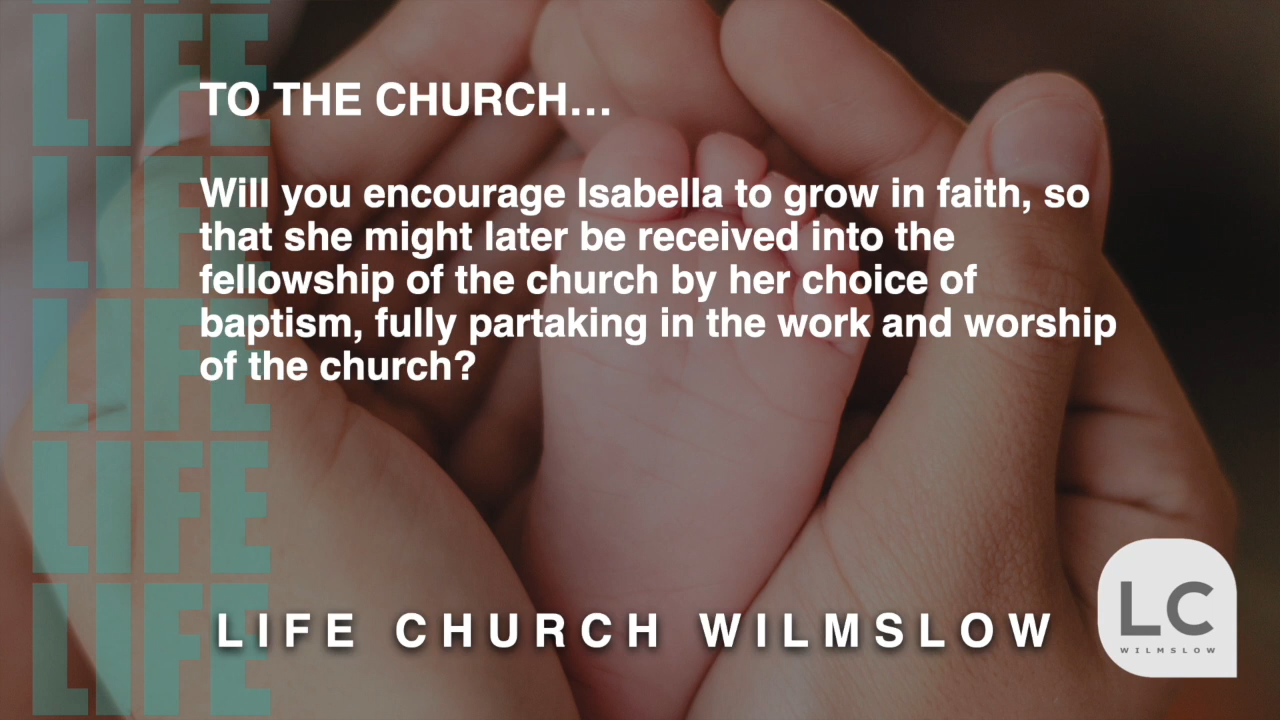 LIFE
TO THE CHURCH...
LIFE
Will you encourage Isabella to grow in faith, so
that she might later be received into the
fellowship of the church by her choice of
baptism, fully partaking in the work and worship
of the church?
LIFE
LIFE
LIFE
LIFE CHURCH WILMSLOW
LC
WILMSLOW